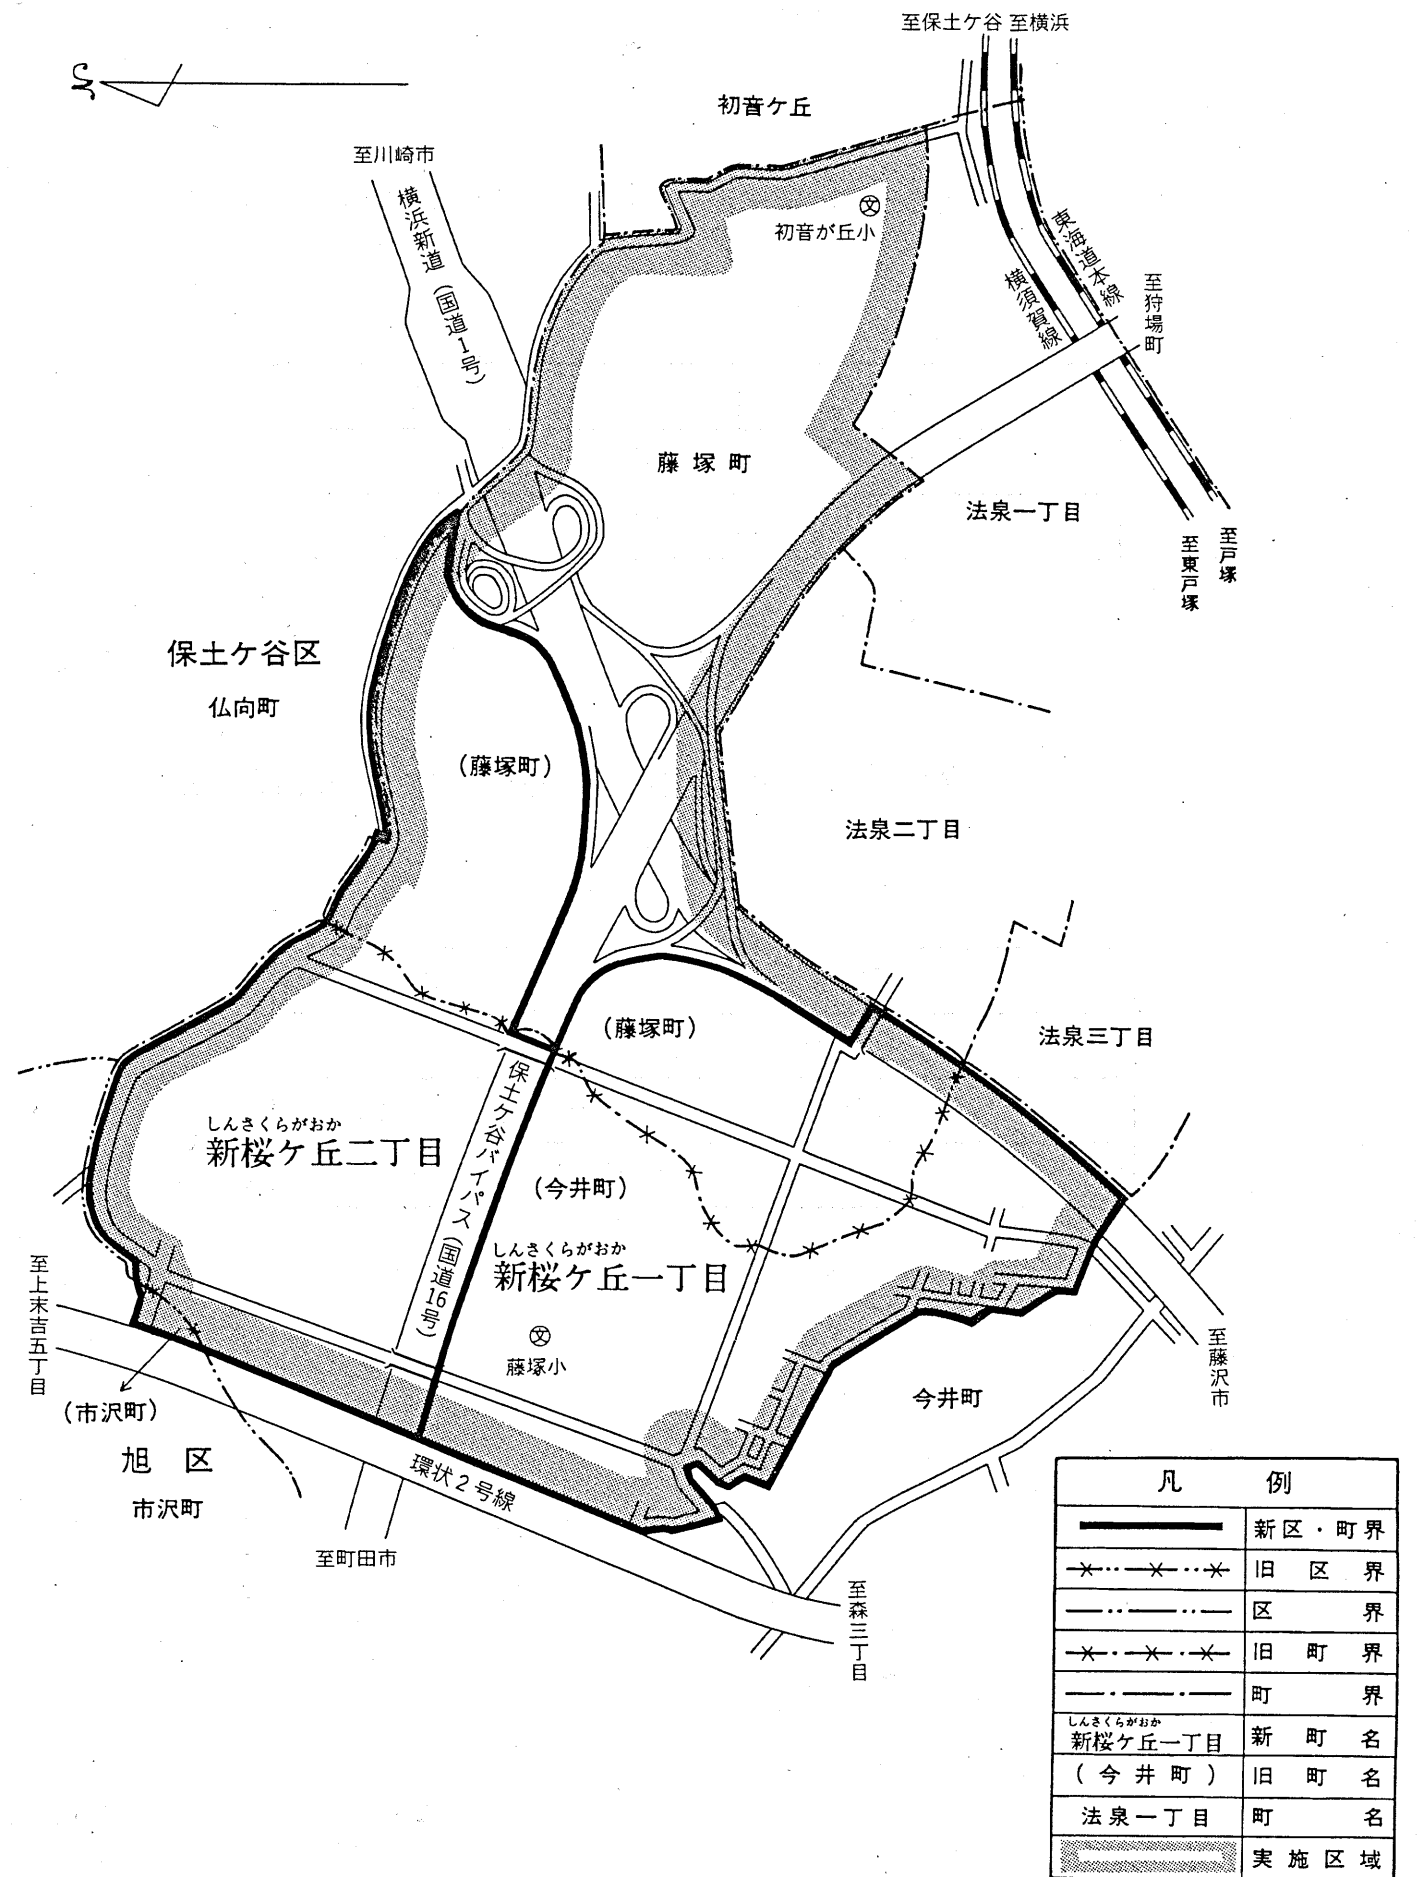 至保土ケ谷 至横浜
初音ケ丘
至川崎市
横浜新道(国道1号)
文
初音が丘小
東海道本線
横須賀線
至狩場町
藤塚町
法泉一丁目
至戸塚
至東戸塚
保土ケ谷区
仏向町
(藤塚町)
法泉二丁目
(藤塚町)
法泉三丁目
保土ケ谷バイパス(国道16号)
しんさくらがおか
新桜ケ丘二丁目
(今井町)
しんさくらがおか
新桜ケ丘一丁目
文
藤塚小
至上末吉五丁目
(市沢町)
旭区
市沢町
環状2号線
至町田市
至藤沢市
今井町
至森三丁目
凡例
新区・町界
旧区界
区界
旧町界
町界
しんさくらがおか
新桜ケ丘一丁目 新町名
(今井町) 旧町名
法泉一丁目 町名
実施区域